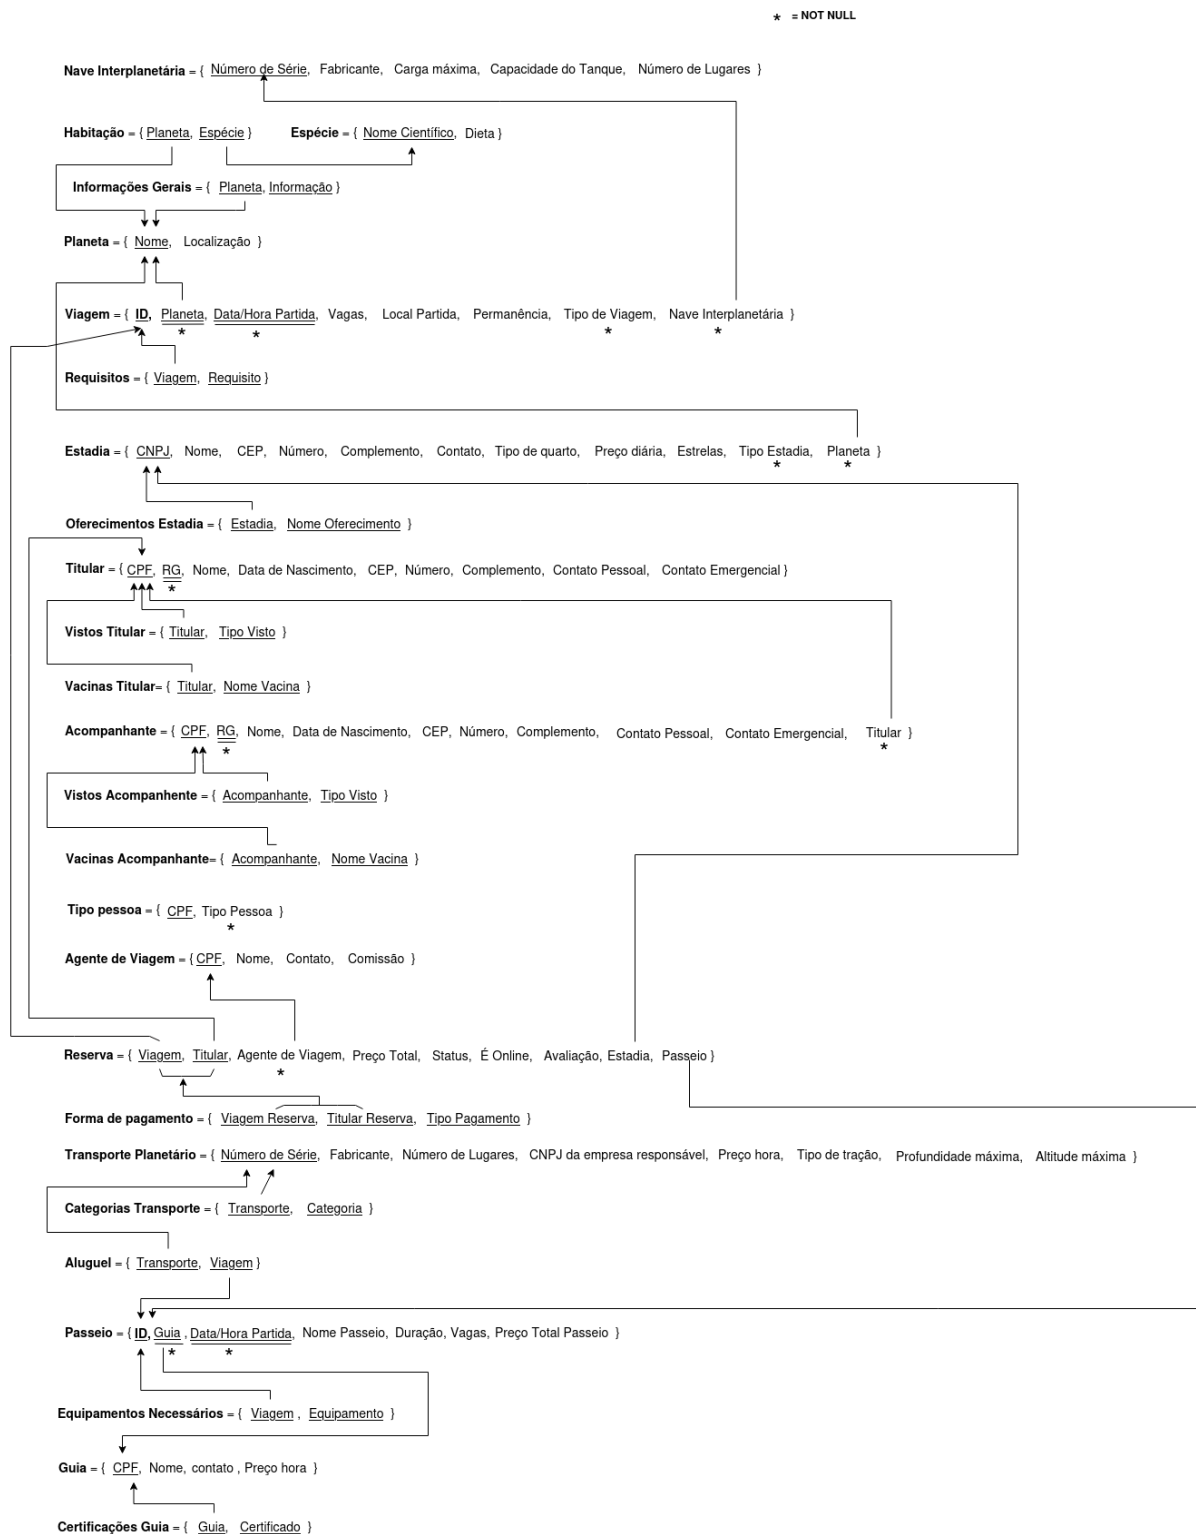 * = NOT NULL
Nave Interplanetária = { Número de Série, Fabricante, Carga máxima, Capacidade do Tanque, Número de Lugares }
Habitação = { Planeta, Espécie } Espécie = { Nome Científico, Dieta }
Informações Gerais = { Planeta, Informação }
Planeta = { Nome, Localização }
Viagem = { ID, Planeta, Data/Hora Partida, Vagas, Local Partida, Permanência, Tipo de Viagem, Nave Interplanetária }
* * * *
Requisitos = { Viagem, Requisito }
Estadia = { CNPJ, Nome, CEP, Número, Complemento, Contato, Tipo de quarto, Preço diária, Estrelas, Tipo Estadia, Planeta }
* *
Oferecimentos Estadia = { Estadia, Nome Oferecimento }
Titular = { CPF, RG, Nome, Data de Nascimento, CEP, Número, Complemento, Contato Pessoal, Contato Emergencial }
*
Vistos Titular = { Titular, Tipo Visto }
Vacinas Titular= { Titular, Nome Vacina }
Acompanhante = { CPF, RG, Nome, Data de Nascimento, CEP, Número, Complemento, Contato Pessoal, Contato Emergencial, Titular }
* *
Vistos Acompanhente = { Acompanhante, Tipo Visto }
Vacinas Acompanhante= { Acompanhante, Nome Vacina }
Tipo pessoa = { CPF, Tipo Pessoa }
*
Agente de Viagem = { CPF, Nome, Contato, Comissão }
Reserva = { Viagem, Titular, Agente de Viagem, Preço Total, Status, É Online, Avaliação, Estadia, Passeio }
*
Forma de pagamento = { Viagem Reserva, Titular Reserva, Tipo Pagamento }
Transporte Planetário = { Número de Série, Fabricante, Número de Lugares, CNPJ da empresa responsável, Preço hora, Tipo de tração, Profundidade máxima, Altitude máxima }
Categorias Transporte = { Transporte, Categoria }
Aluguel = { Transporte, Viagem }
Passeio = { ID, Guia , Data/Hora Partida, Nome Passeio, Duração, Vagas, Preço Total Passeio }
* *
Equipamentos Necessários = { Viagem , Equipamento }
Guia = { CPF, Nome, contato , Preço hora }
Certificações Guia = { Guia, Certificado }